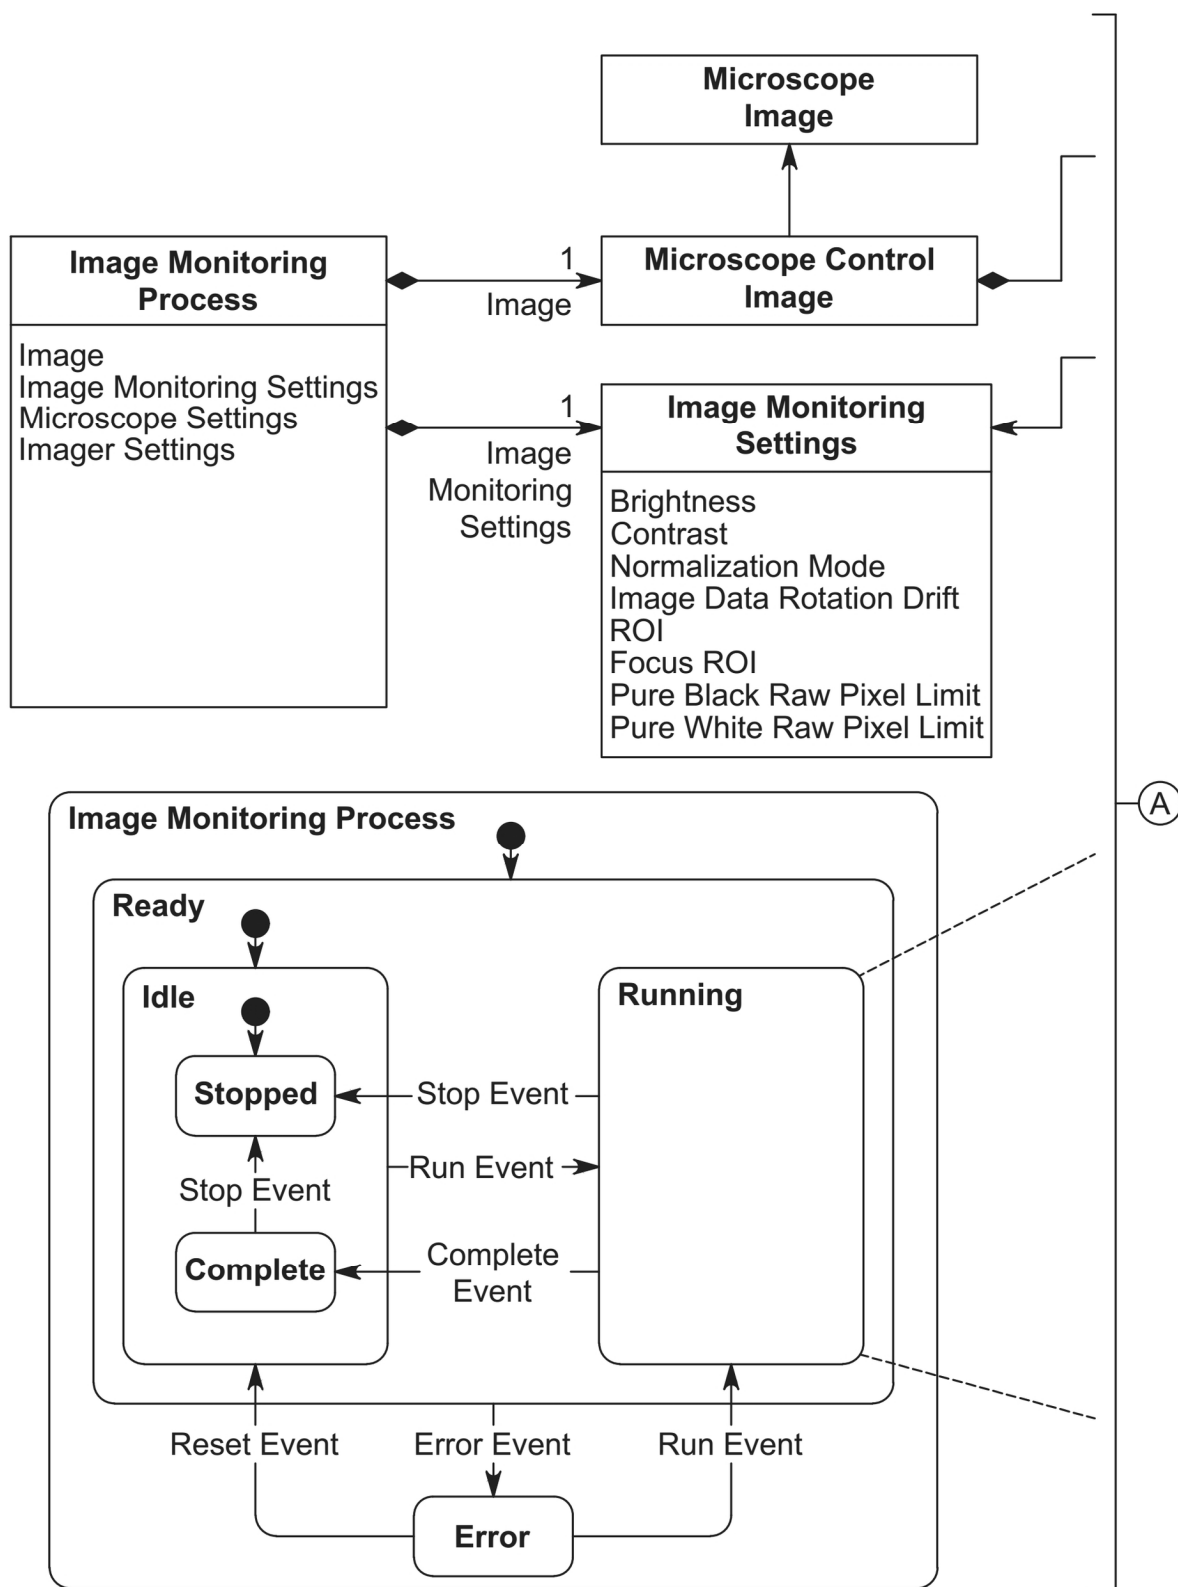 Microscope
Image
Image Monitoring
Process
Image
Image Monitoring Settings
Microscope Settings
Imager Settings
1
Image
Microscope Control
Image
1
Image
Monitoring
Settings
Image Monitoring
Settings
Brightness
Contrast
Normalization Mode
Image Data Rotation Drift
ROI
Focus ROI
Pure Black Raw Pixel Limit
Pure White Raw Pixel Limit
A
Image Monitoring Process
Ready
Idle
Running
Stopped
Stop Event
Run Event
Stop Event
Complete
Complete
Event
Reset Event
Error Event
Run Event
Error